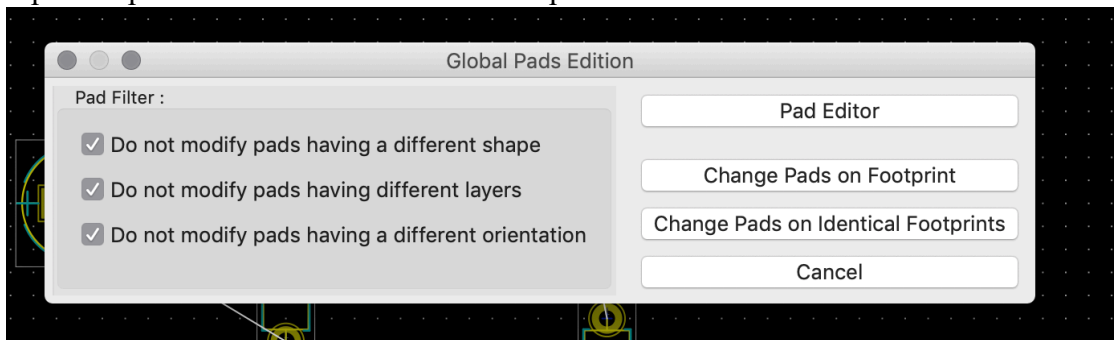 Global Pads Edition
Pad Filter :
Do not modify pads having a different shape
Do not modify pads having different layers
Do not modify pads having a different orientation
Pad Editor
Change Pads on Footprint
Change Pads on Identical Footprints
Cancel